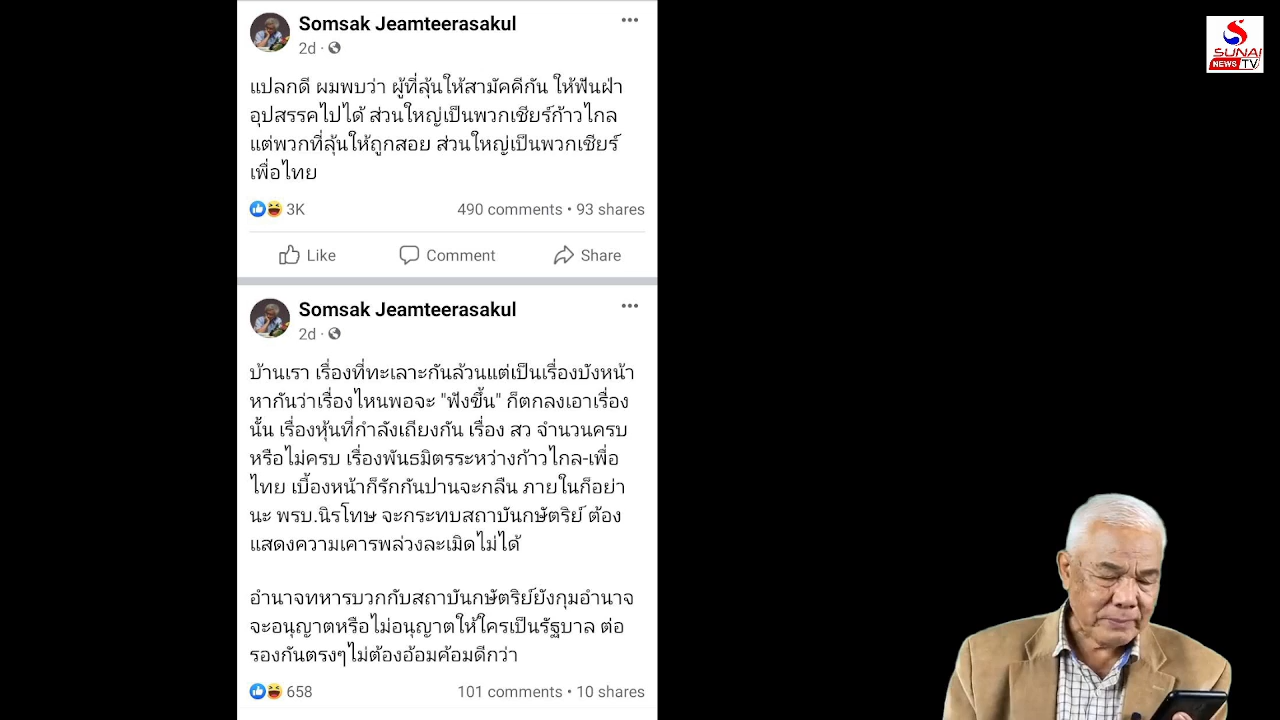 Somsak Jeamteerasakul
2d
แปลกดี ผมพบว่า ผู้ที่ลุ้นให้สามัคคีกัน ให้ฟันฝ่า
อุปสรรคไปได้ ส่วนใหญ่เป็นพวกเชียร์ก้าวไกล
แต่พวกที่ลุ้นให้ถูกสอย ส่วนใหญ่เป็นพวกเชียร์
เพื่อไทย
3K 490 comments • 93 shares
Like Comment Share
Somsak Jeamteerasakul
2d
บ้านเรา เรื่องที่ทะเลาะกันล้วนแต่เป็นเรื่องบังหน้า
หากันว่าเรื่องไหนพอจะ "ฟังขึ้น" ก็ตกลงเอาเรื่อง
นั้น เรื่องหุ้นที่กำลังเถียงกัน เรื่อง สว จำนวนครบ
หรือไม่ครบ เรื่องพันธมิตรระหว่างก้าวไกล-เพื่อ
ไทย เบื้องหน้าก็รักกันปานจะกลืน ภายในก็อย่า
นะ พรบ.นิรโทษ จะกระทบสถาบันกษัตริย์ ต้อง
แสดงความเคารพล่วงละเมิดไม่ได้
อำนาจทหารบวกกับสถาบันกษัตริย์ยังกุมอำนาจ
จะอนุญาตหรือไม่อนุญาตให้ใครเป็นรัฐบาล ต่อ
รองกันตรงๆไม่ต้องอ้อมค้อมดีกว่า
658 101 comments • 10 shares
SUNAI
NEWS TV